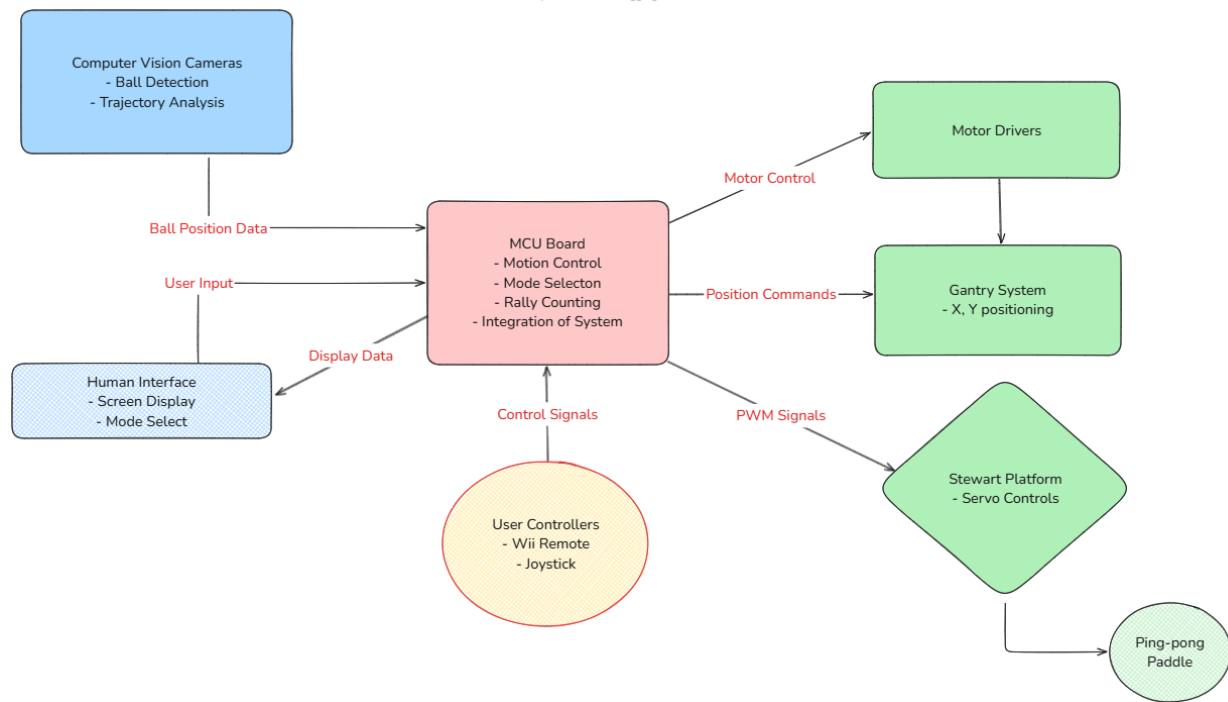 Computer Vision Cameras
- Ball Detection
- Trajectory Analysis
Motor Drivers
Motor Control
Ball Position Data
MCU Board
- Motion Control
- Mode Selecton
- Rally Counting
- Integration of System
User Input
Position Commands
Gantry System
- X, Y positioning
Display Data
Human Interface
- Screen Display
- Mode Select
Control Signals
PWM Signals
Stewart Platform
- Servo Controls
User Controllers
- Wii Remote
- Joystick
Ping-pong
Paddle